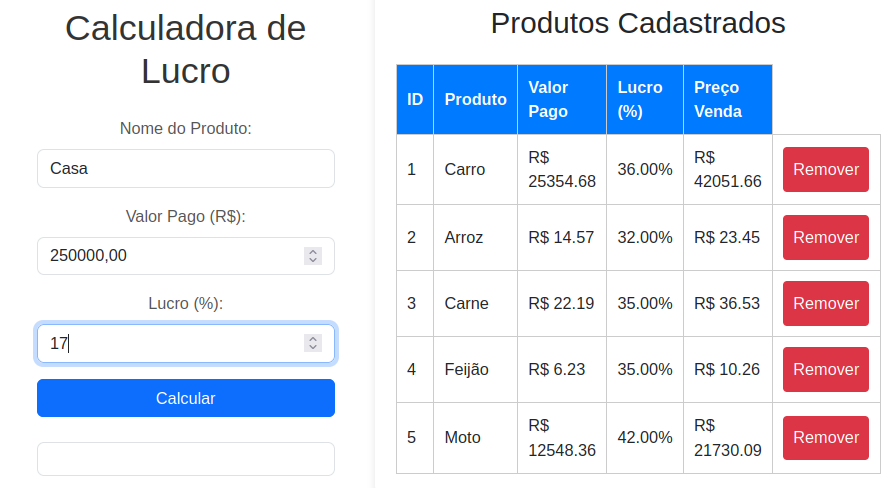 Calculadora de
Lucro
Nome do Produto:
Casa
Valor Pago (R$):
250000,00
Lucro (%):
17
Calcular
Produtos Cadastrados
ID Produto Valor Pago Lucro (%) Preço Venda
1 Carro R$ 25354.68 36.00% R$ 42051.66 Remover
2 Arroz R$ 14.57 32.00% R$ 23.45 Remover
3 Carne R$ 22.19 35.00% R$ 36.53 Remover
4 Feijão R$ 6.23 35.00% R$ 10.26 Remover
5 Moto R$ 12548.36 42.00% R$ 21730.09 Remover